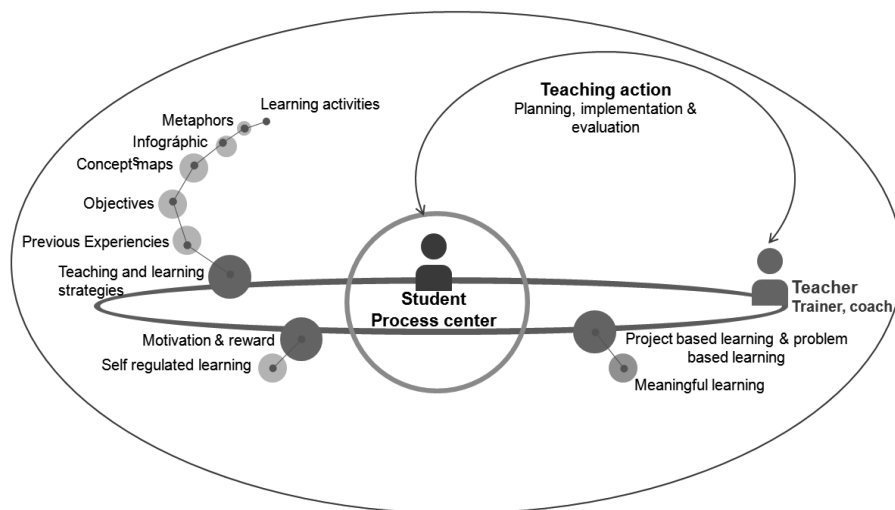 Teaching action
Planning, implementation &
evaluation
Learning activities
Metaphors
Infográphic
s
Concept maps
Objectives
Previous Experiencies
Teaching and learning
strategies
Student
Process center
Teacher
Trainer, coach
Motivation & reward
Self regulated learning
Project based learning & problem
based learning
Meaningful learning